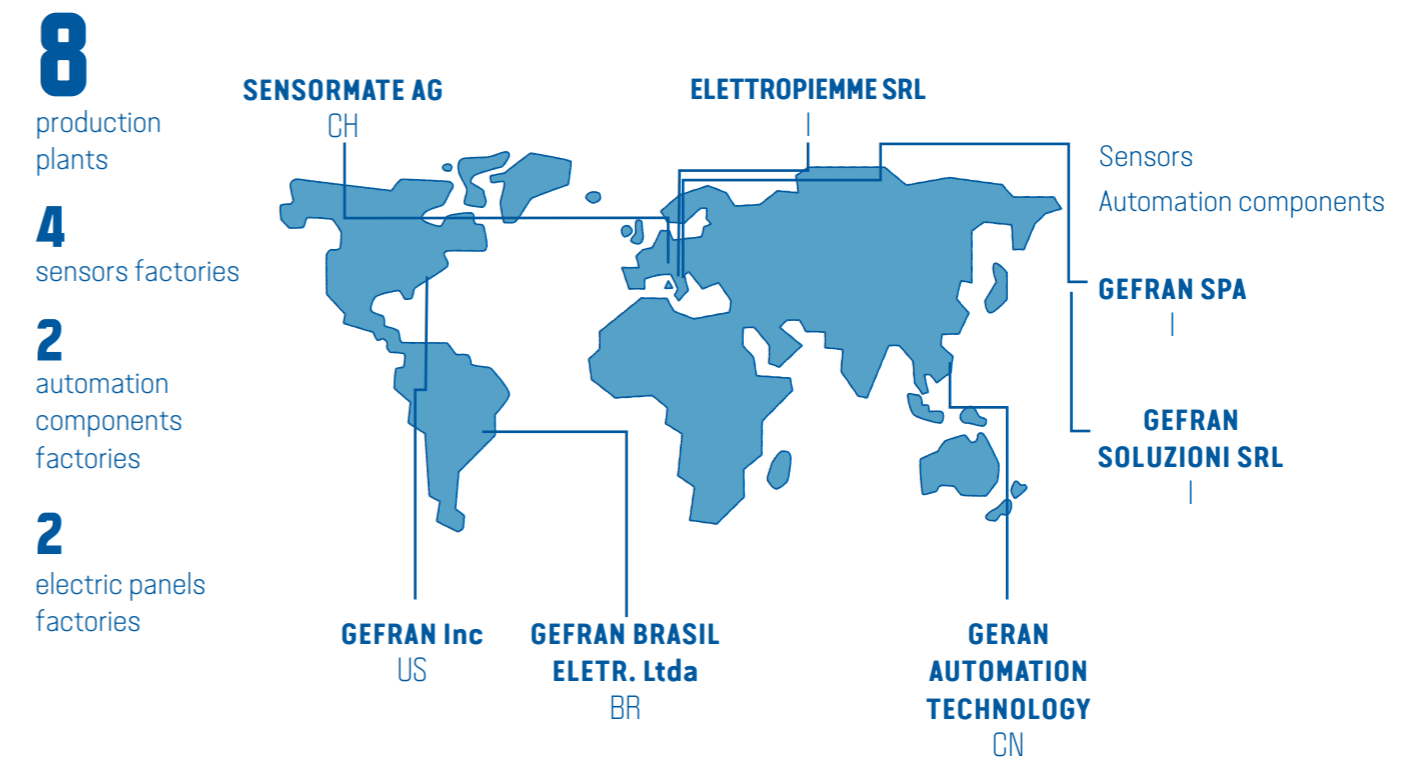 8
production
plants
4
sensors factories
2
automation
components
factories
2
electric panels
factories
SENSORMATE AG
CH
ELETTROPIEMME SRL
I
Sensors
Automation components
GEFRAN SPA
I
GEFRAN
SOLUZIONI SRL
I
GEFRAN Inc
US
GEFRAN BRASIL
ELETR. Ltda
BR
GERAN
AUTOMATION
TECHNOLOGY
CN